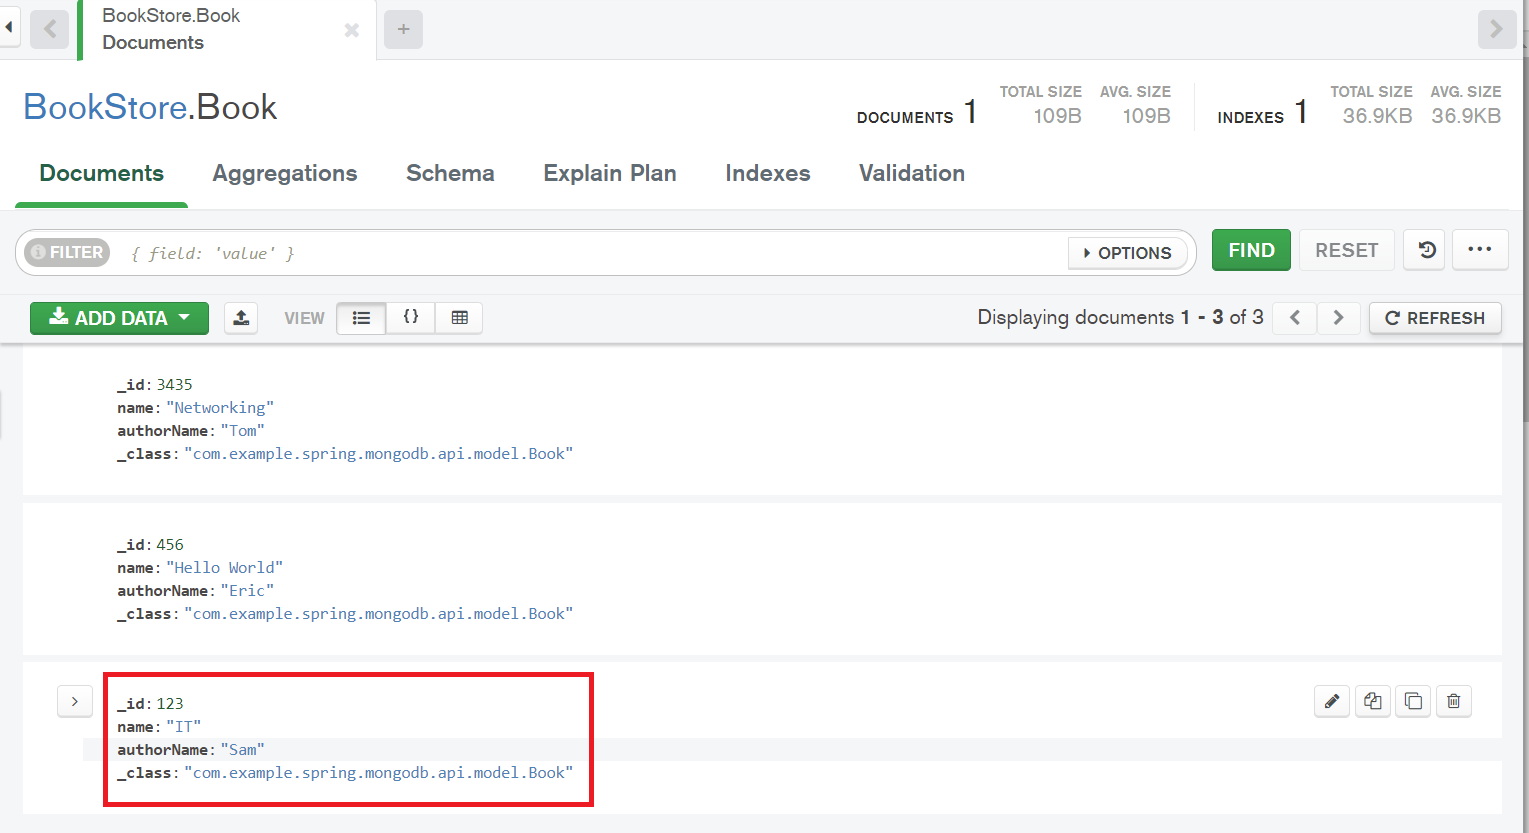 BookStore.Book
Documents
+
BookStore.Book
DOCUMENTS 1 TOTAL SIZE 109B AVG. SIZE 109B INDEXES 1 TOTAL SIZE 36.9KB AVG. SIZE 36.9KB
Documents Aggregations Schema Explain Plan Indexes Validation
FILTER { field: 'value' } OPTIONS FIND RESET ...
ADD DATA VIEW {} Displaying documents 1 - 3 of 3 REFRESH
_id: 3435
name: "Networking"
authorName: "Tom"
_class: "com.example.spring.mongodb.api.model.Book"
_id: 456
name: "Hello World"
authorName: "Eric"
_class: "com.example.spring.mongodb.api.model.Book"
_id: 123
name: "IT"
authorName: "Sam"
_class: "com.example.spring.mongodb.api.model.Book"